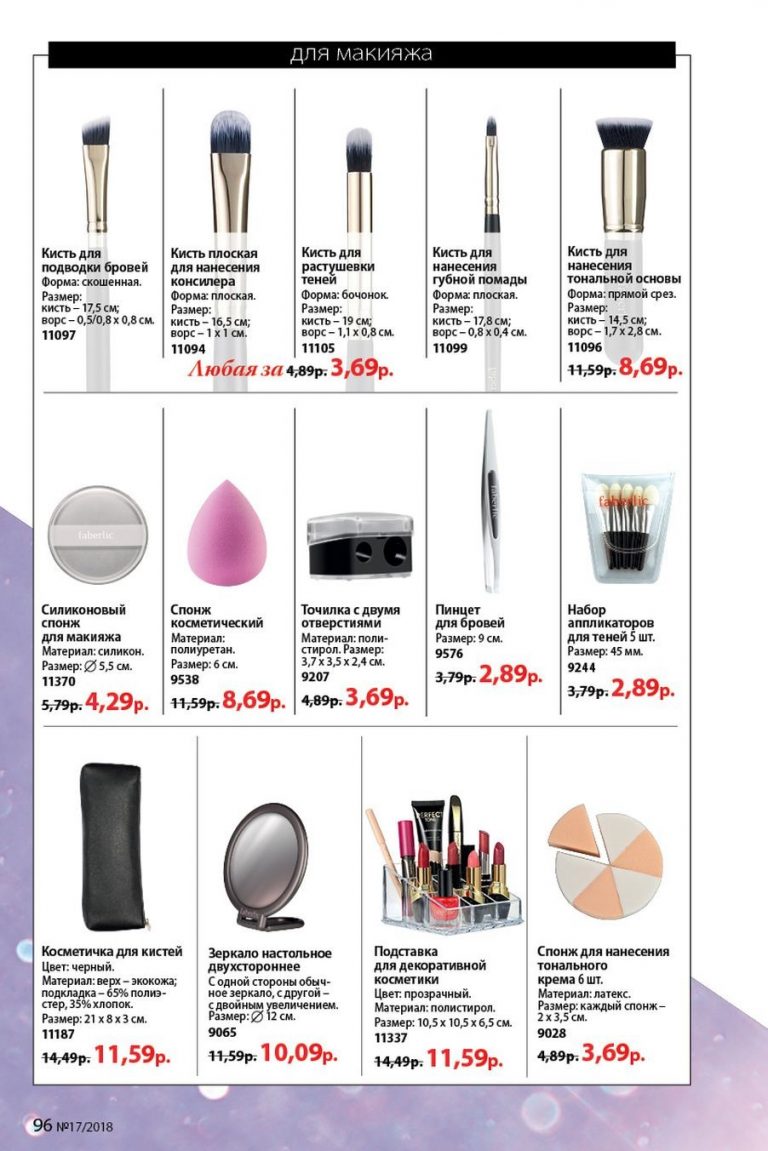 для макияжа
Кисть для
подводки бровей
Форма: скошенная.
Размер:
кисть – 17,5 см;
ворс – 0,5/0,8 х 0,8 см.
11097
Кисть плоская
для нанесения
консилера
Форма: плоская.
Размер:
кисть – 16,5 см;
ворс – 1 х 1 см.
11094
Кисть для
растушевки
теней
Форма: бочонок.
Размер:
кисть – 19 см;
ворс – 1,1 х 0,8 см.
11105
Кисть для
нанесения
губной помады
Форма: плоская.
Размер:
кисть – 17,8 см;
ворс – 0,8 х 0,4 см.
11099
Любая за 4,89р. 3,69р.
Кисть для
нанесения
тональной основы
Форма: прямой срез.
Размер:
кисть – 14,5 см;
ворс – 1,7 х 2,8 см.
11096
11,59р. 8,69р.
faberlic
Силиконовый
спонж
для макияжа
Материал: силикон.
Размер: Ø 5,5 см.
11370
5,79р. 4,29р.
Спонж
косметический
Материал:
полиуретан.
Размер: 6 см.
9538
11,59р. 8,69р.
Точилка с двумя
отверстиями
Материал: поли-
стирол. Размер:
3,7 х 3,5 х 2,4 см.
9207
4,89р. 3,69р.
faberlic
Пинцет
для бровей
Размер: 9 см.
9576
3,79р. 2,89р.
faberlic
Набор
аппликаторов
для теней 5 шт.
Размер: 45 мм.
9244
3,79р. 2,89р.
Косметичка для кистей
Цвет: черный.
Материал: верх – экокожа;
подкладка – 65% полиэ-
стер, 35% хлопок.
Размер: 21 х 8 х 3 см.
11187
14,49р. 11,59р.
Зеркало настольное
двухстороннее
С одной стороны обыч-
ное зеркало, с другой –
с двойным увеличением.
Размер: Ø 12 см.
9065
11,59р. 10,09р.
PERFECT
Подставка
для декоративной
косметики
Цвет: прозрачный.
Материал: полистирол.
Размер: 10,5 х 10,5 х 6,5 см.
11337
14,49р. 11,59р.
Спонж для нанесения
тонального
крема 6 шт.
Материал: латекс.
Размер: каждый спонж –
2 х 3,5 см.
9028
4,89р. 3,69р.
96 №17/2018